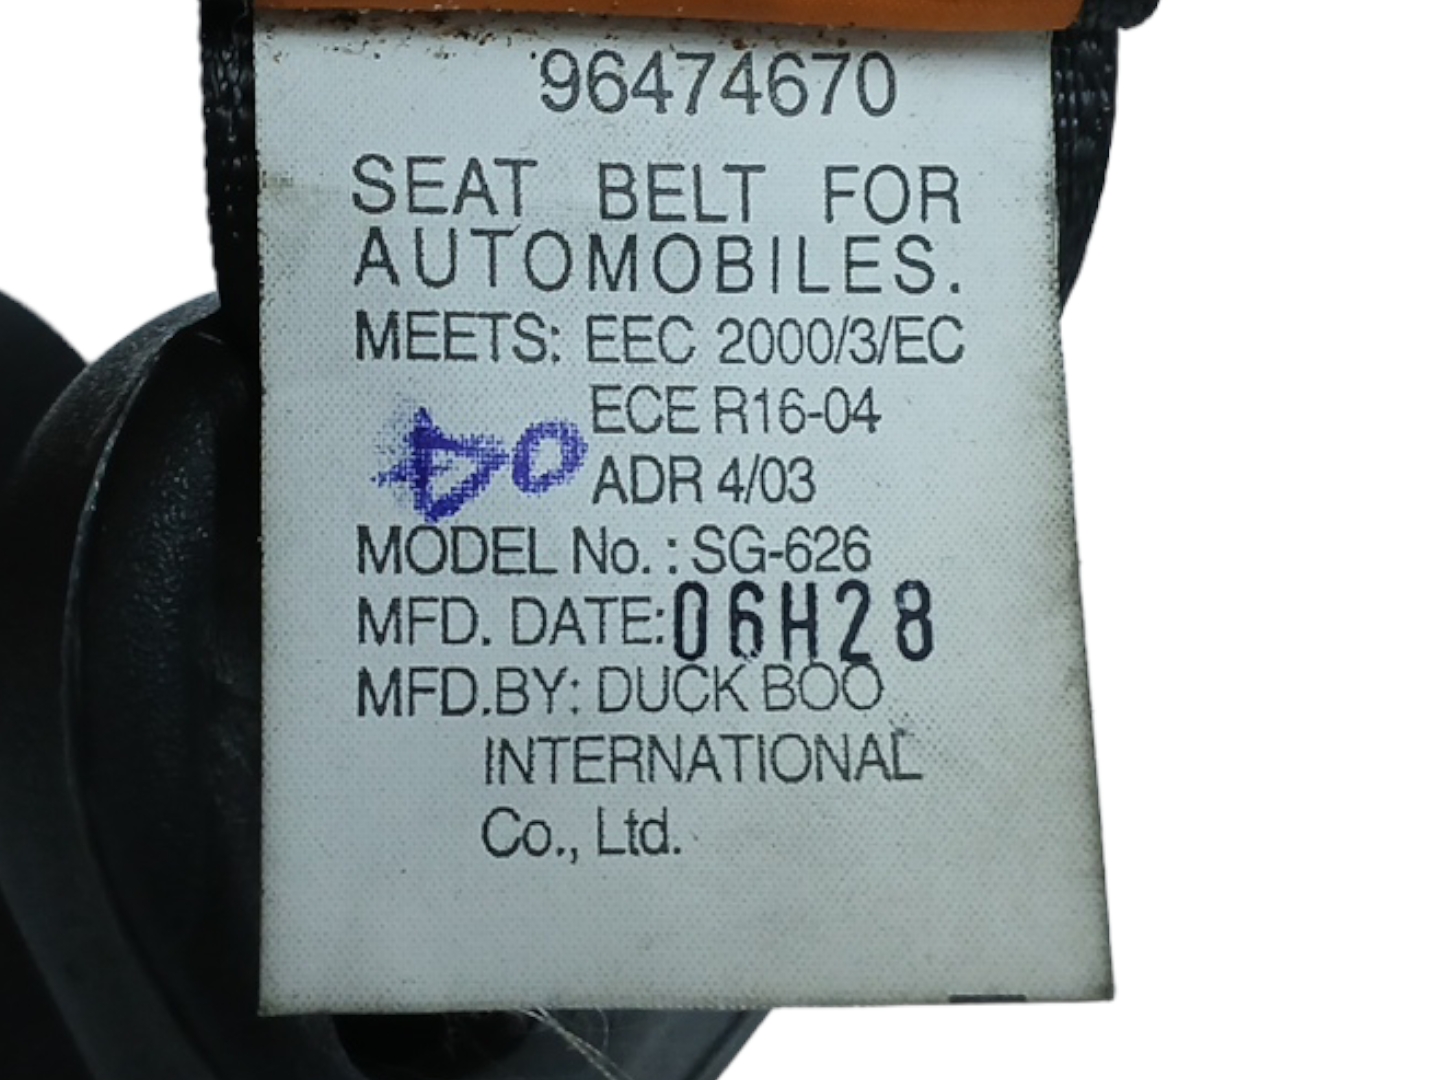 96474670
SEAT BELT FOR
AUTOMOBILES.
MEETS: EEC 2000/3/EC
ECE R16-04
ADR 4/03
MODEL No. : SG-626
MFD. DATE: 06H28
MFD.BY: DUCK BOO
INTERNATIONAL
Co., Ltd.